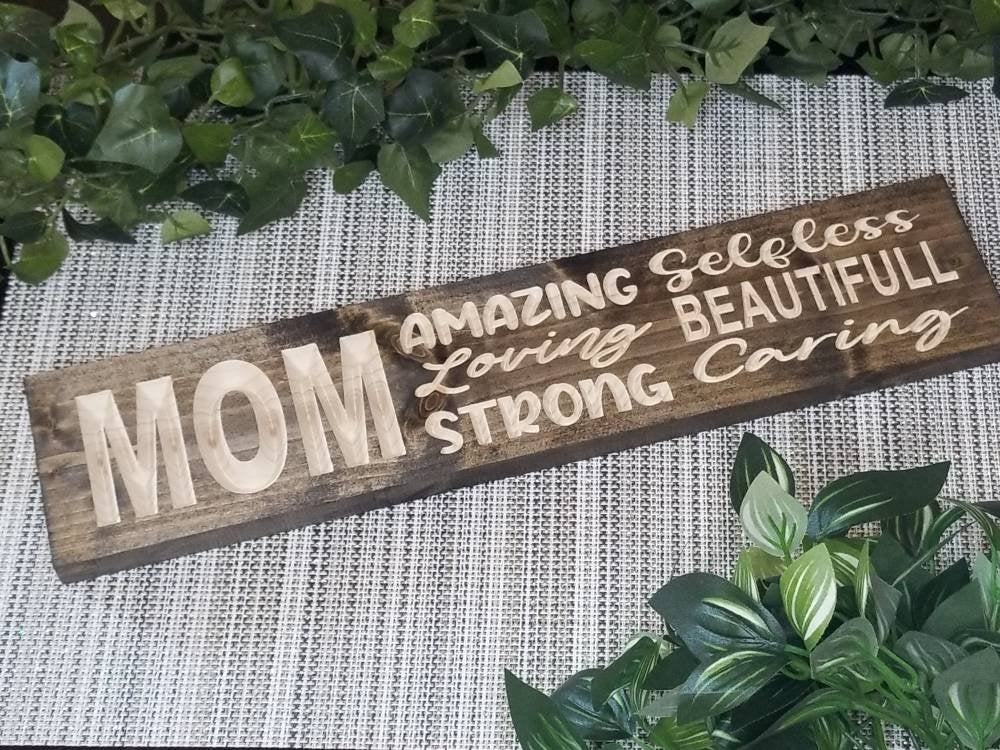 MOM
AMAZING Selfless
Loving BEAUTIFULL
STRONG Caring